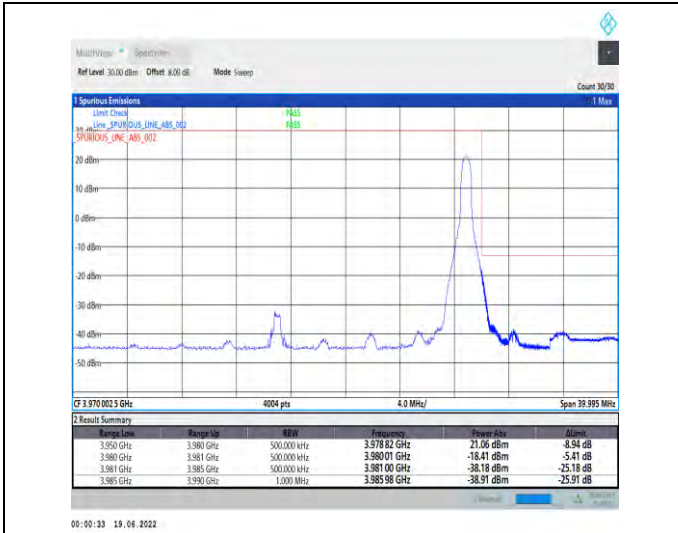 MultiView Spectrum
Ref Level 30.00 dBm Offset 8.00 dB Mode Sweep
Count 30/30
1 Spurious Emissions 1 Max
Limit Check PASS
Line _SPURIOUS_LINE_ABS_002 PASS
_SPURIOUS_LINE_ABS_002
20 dBm
10 dBm
0 dBm
-10 dBm
-20 dBm
-30 dBm
-40 dBm
-50 dBm
CF 3.970 002 5 GHz 4004 pts 4.0 MHz/ Span 39.995 MHz
2 Result Summary
Range Low Range Up RBW Frequency Power Abs ΔLimit
3.950 GHz 3.980 GHz 500.000 kHz 3.978 82 GHz 21.06 dBm -8.94 dB
3.980 GHz 3.981 GHz 500.000 kHz 3.980 01 GHz -18.41 dBm -5.41 dB
3.981 GHz 3.985 GHz 500.000 kHz 3.981 00 GHz -38.18 dBm -25.18 dB
3.985 GHz 3.990 GHz 1.000 MHz 3.985 98 GHz -38.91 dBm -25.91 dB
00:00:33 19.06.2022